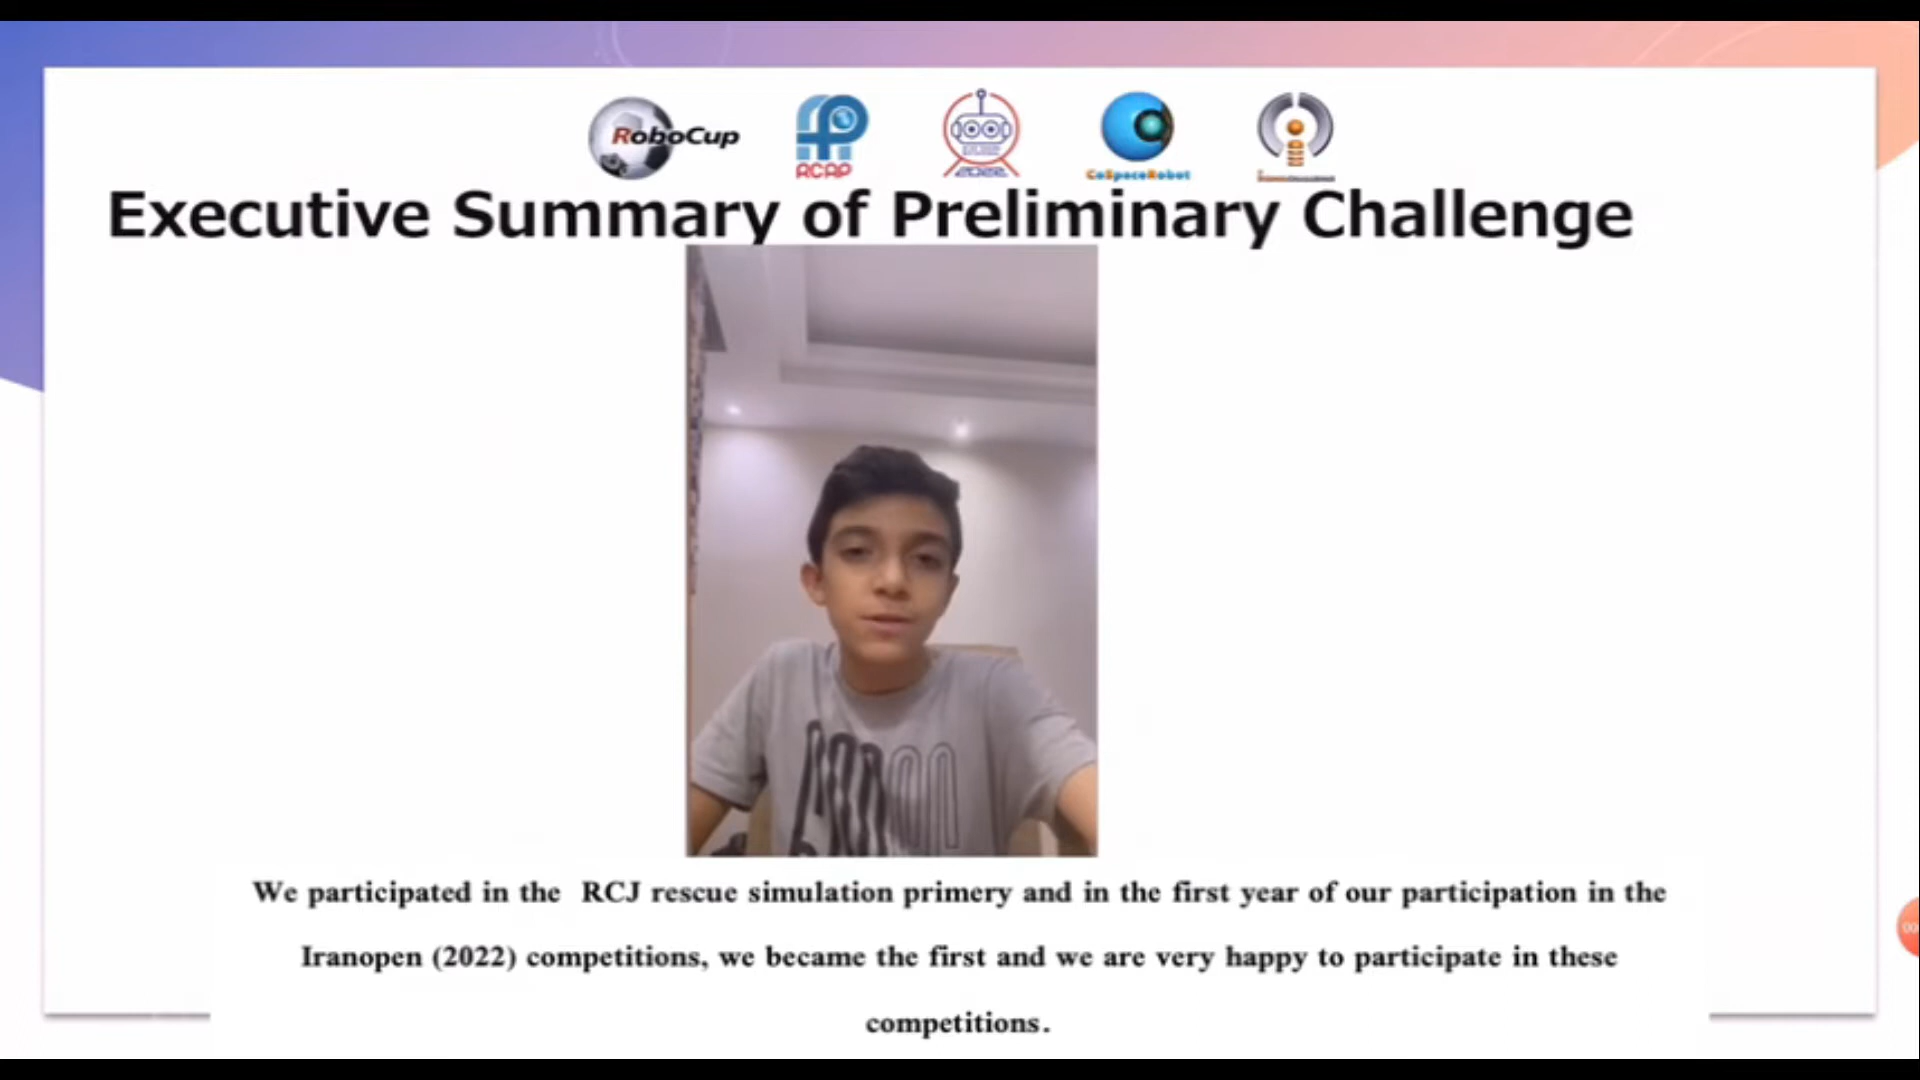 RoboCup
RCAP
CoSpaceRobot
Executive Summary of Preliminary Challenge
We participated in the RCJ rescue simulation primery and in the first year of our participation in the
Iranopen (2022) competitions, we became the first and we are very happy to participate in these
competitions.